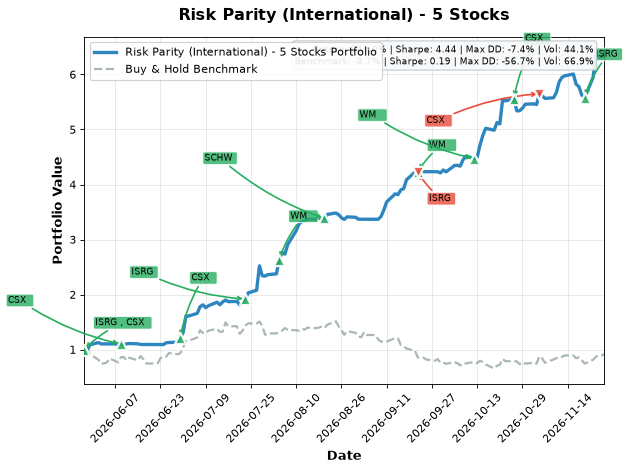 Risk Parity (International) - 5 Stocks
Risk Parity (International) - 5 Stocks Portfolio
Buy & Hold Benchmark
% | Sharpe: 4.44 | Max DD: -7.4% | Vol: 44.1%
Benchmark: -8.7% | Sharpe: 0.19 | Max DD: -56.7% | Vol: 66.9%
CSX
ISRG
CSX
WM
WM
ISRG
SCHW
WM
ISRG
CSX
CSX
ISRG , CSX
Portfolio Value
6
5
4
3
2
1
2026-06-07
2026-06-23
2026-07-09
2026-07-25
2026-08-10
2026-08-26
2026-09-11
2026-09-27
2026-10-13
2026-10-29
2026-11-14
Date